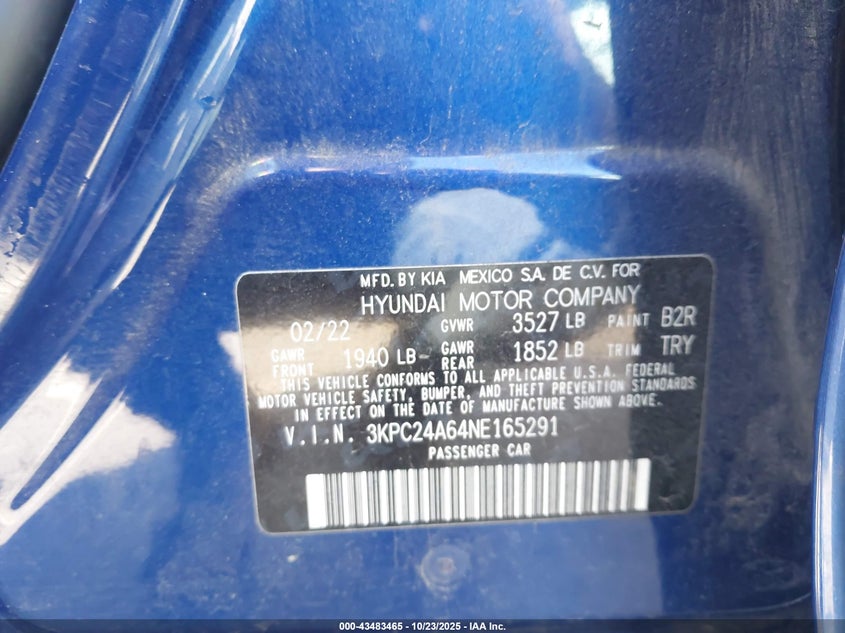 MFD. BY KIA MEXICO S.A. DE C.V. FOR
HYUNDAI MOTOR COMPANY
02/22 GVWR 3527 LB PAINT B2R
GAWR FRONT 1940 LB GAWR REAR 1852 LB TRIM TRY
THIS VEHICLE CONFORMS TO ALL APPLICABLE U.S.A. FEDERAL
MOTOR VEHICLE SAFETY, BUMPER, AND THEFT PREVENTION STANDARDS
IN EFFECT ON THE DATE OF MANUFACTURE SHOWN ABOVE.
V.I.N. 3KPC24A64NE165291
PASSENGER CAR
000-43483465 - 10/23/2025 - IAA Inc.